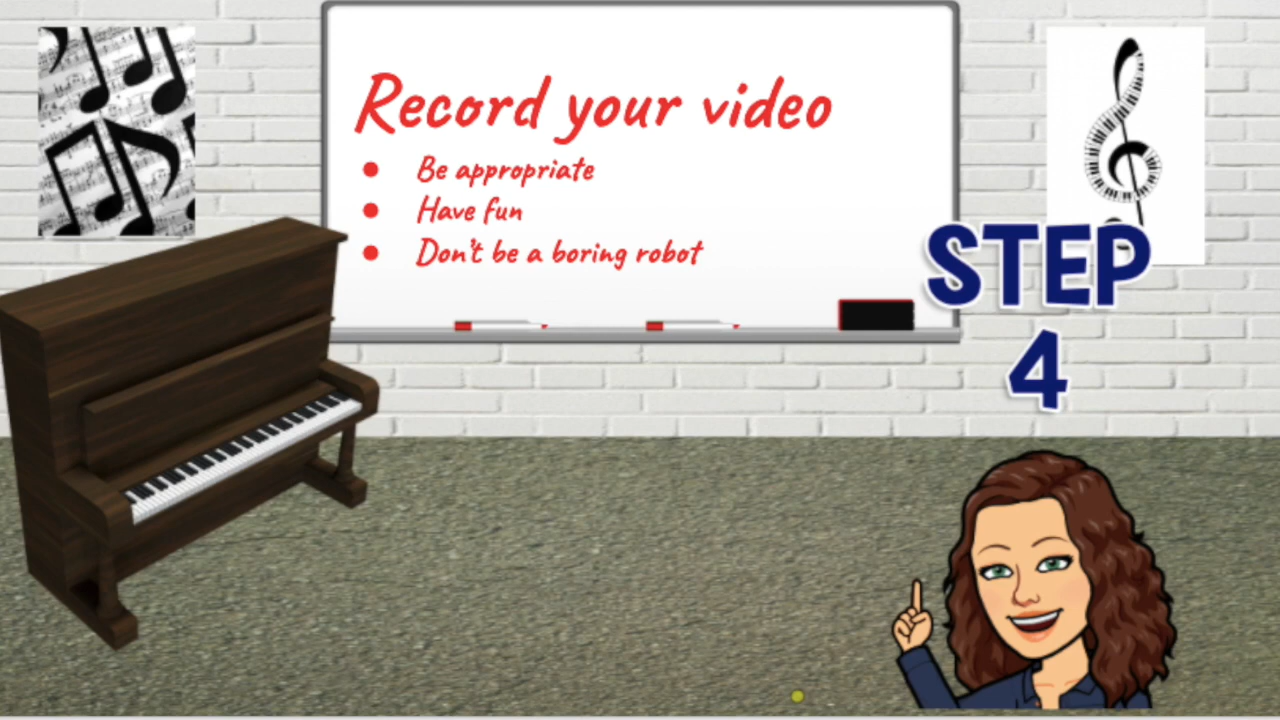 Record your video
Be appropriate
Have fun
Don't be a boring robot
STEP
4